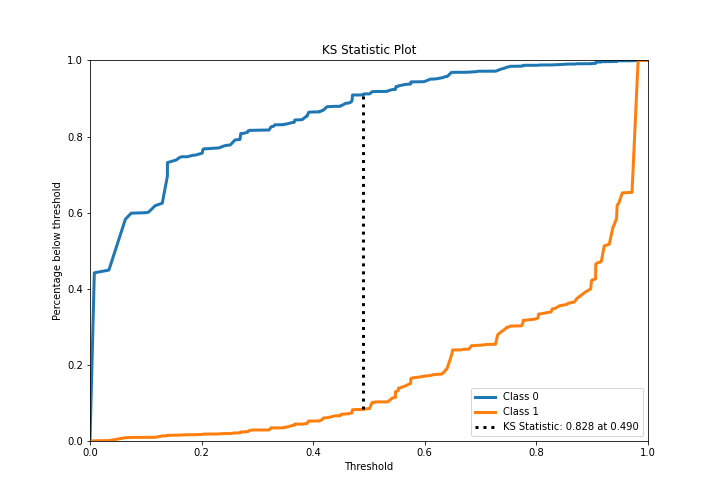 KS Statistic Plot
Percentage below threshold
1.0
0.8
0.6
0.4
0.2
0.0
0.0 0.2 0.4 0.6 0.8 1.0
Threshold
Class 0
Class 1
KS Statistic: 0.828 at 0.490